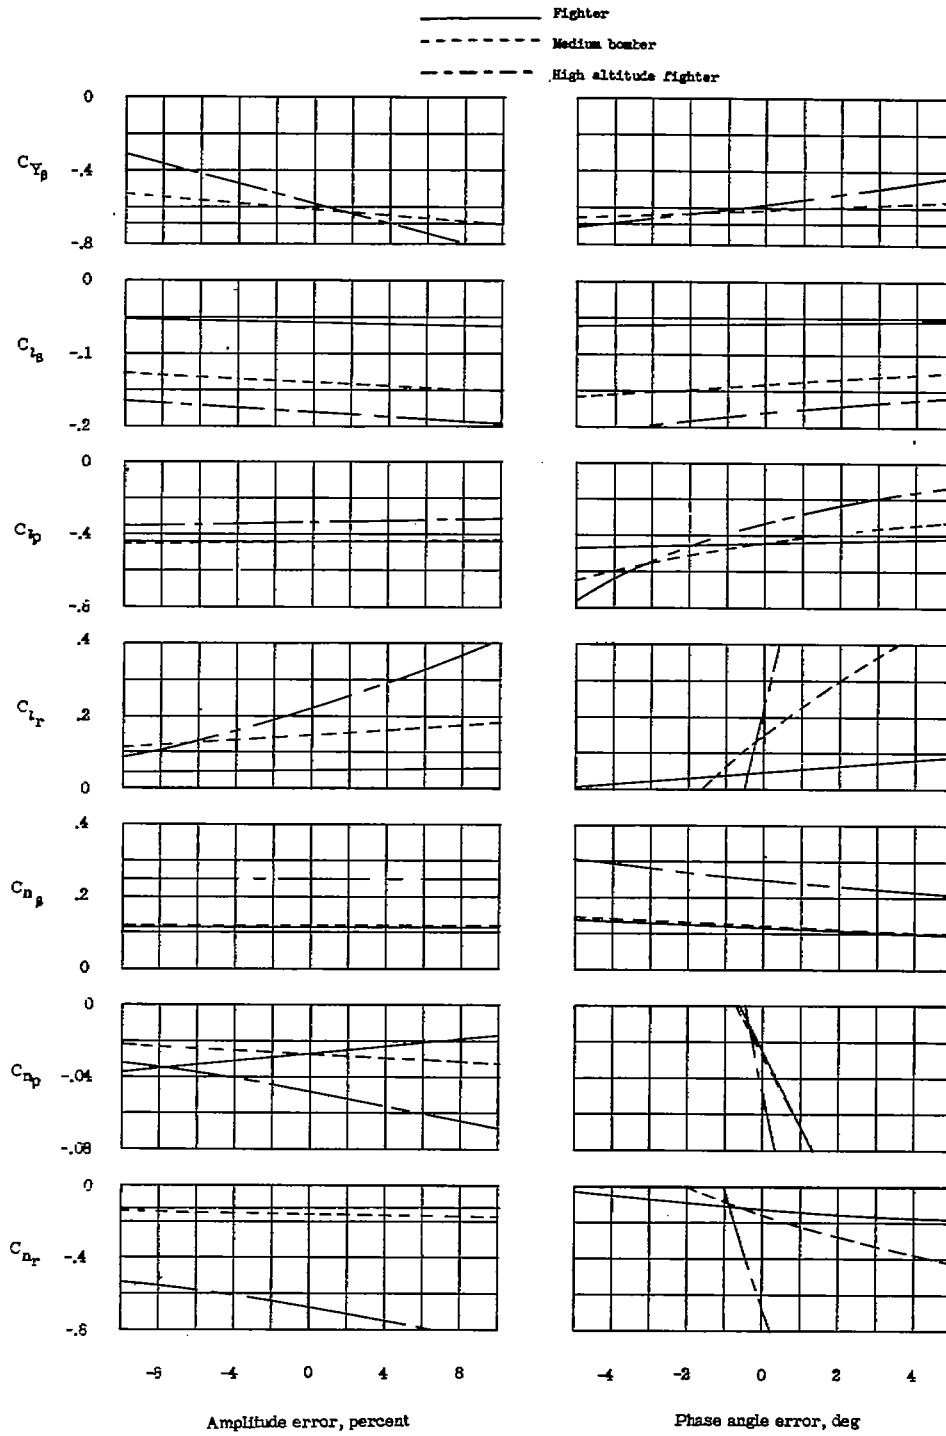 Fighter
Medium bomber
High altitude fighter
0
C_Yβ -.4
-.8
0
C_lβ -.1
-.2
0
C_lp -.4
-.8
.4
C_lr .2
0
.4
C_nβ .2
0
0
C_np -.04
-.08
0
C_nr -.4
-.8
-8 -4 0 4 8 -4 -2 0 2 4
Amplitude error, percent Phase angle error, deg